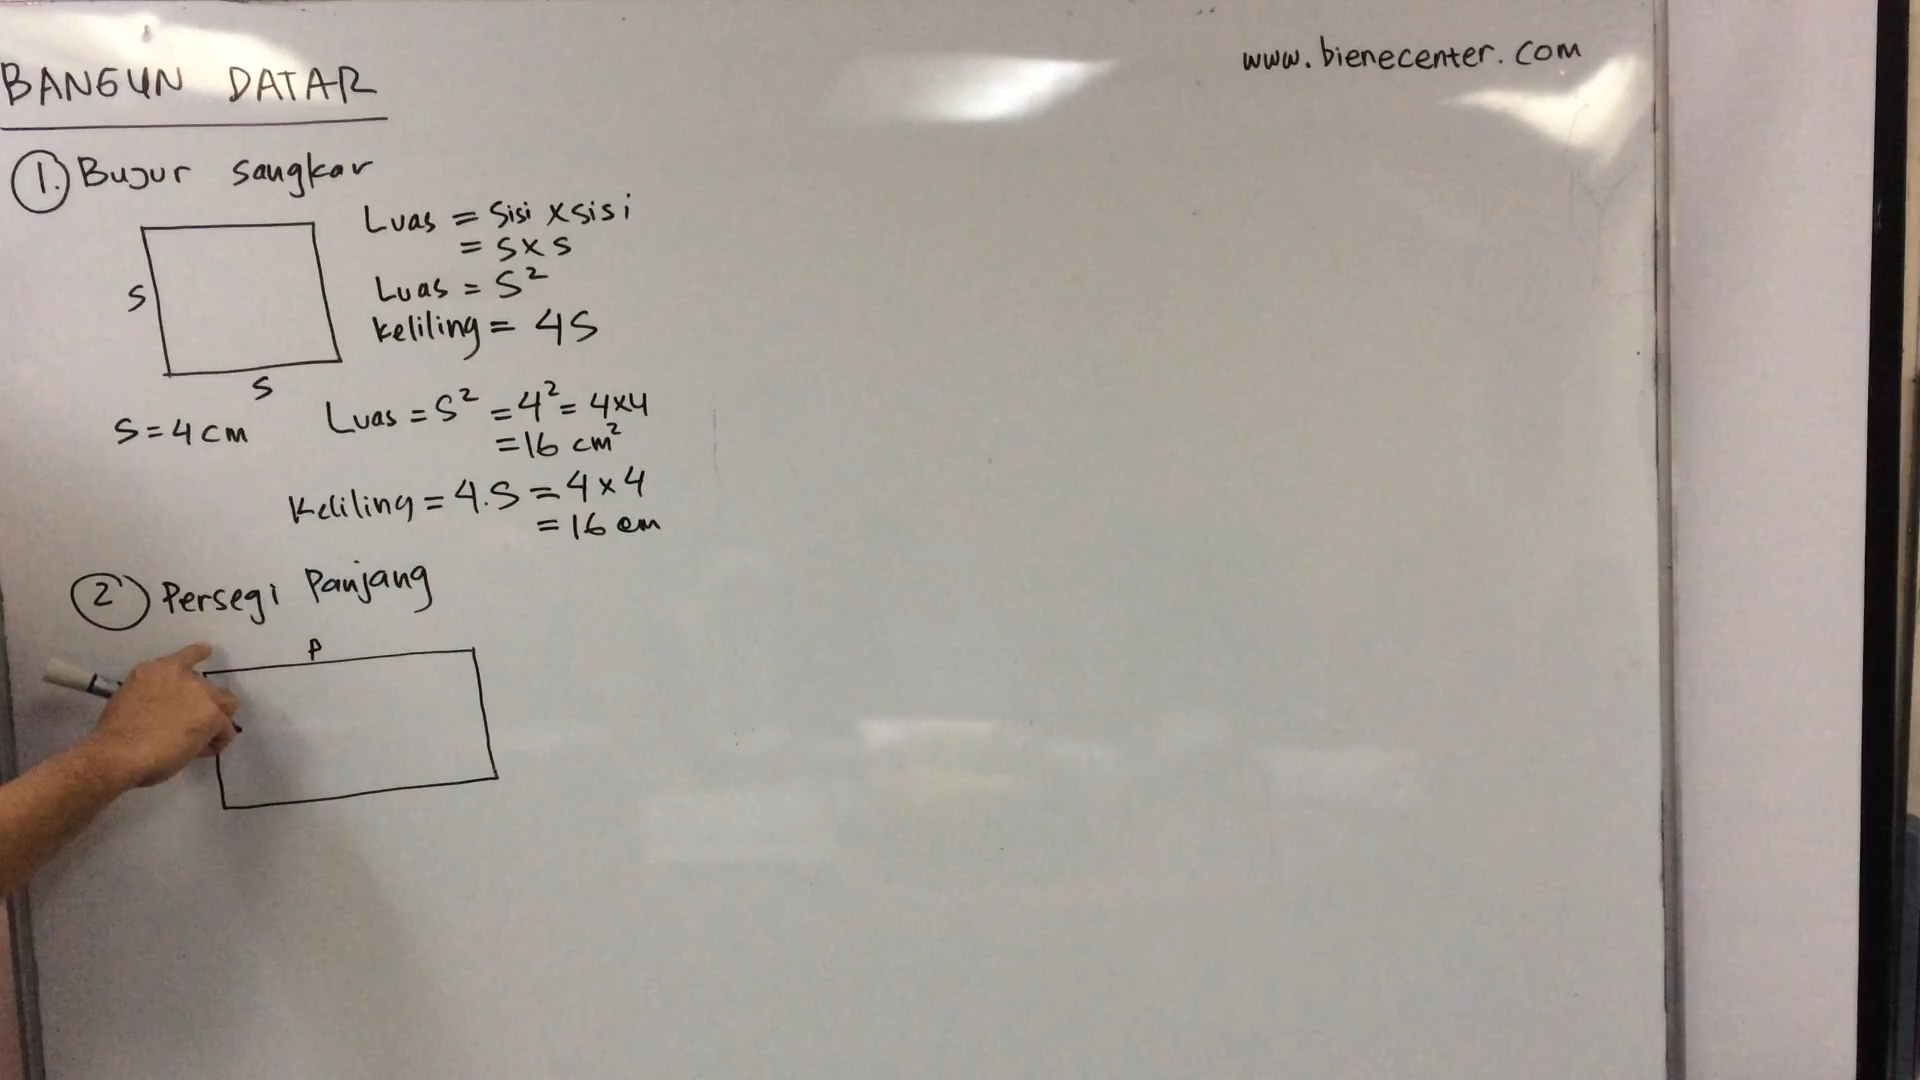 www.bienecenter.com
BANGUN DATAR
1. Bujur sangkar
Luas = Sisi x sisi
= S x S
Luas = S²
S
keliling = 4S
S
S = 4 cm
Luas = S² = 4² = 4x4
= 16 cm²
Keliling = 4.S = 4 x 4
= 16 cm
2 Persegi Panjang
P